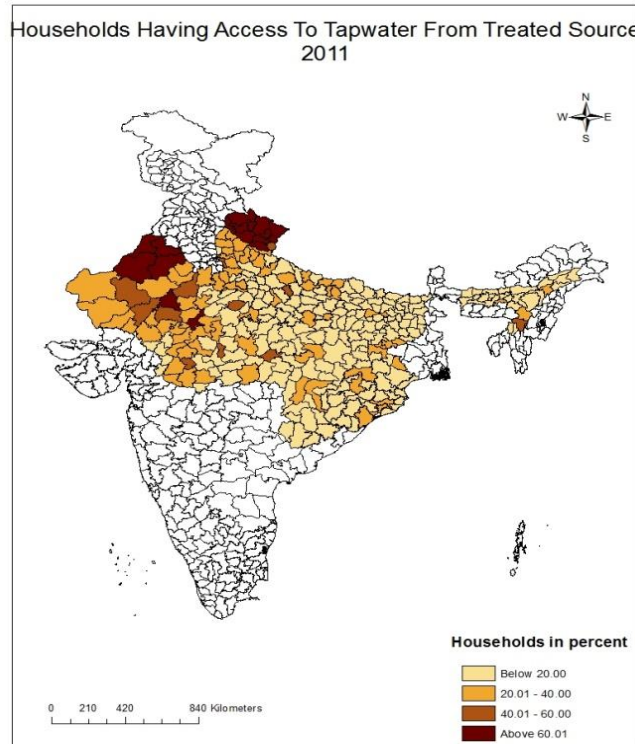 Households Having Access To Tapwater From Treated Source
2011
N
W E
S
Households in percent
Below 20.00
20.01 - 40.00
40.01 - 60.00
Above 60.01
0 210 420 840 Kilometers